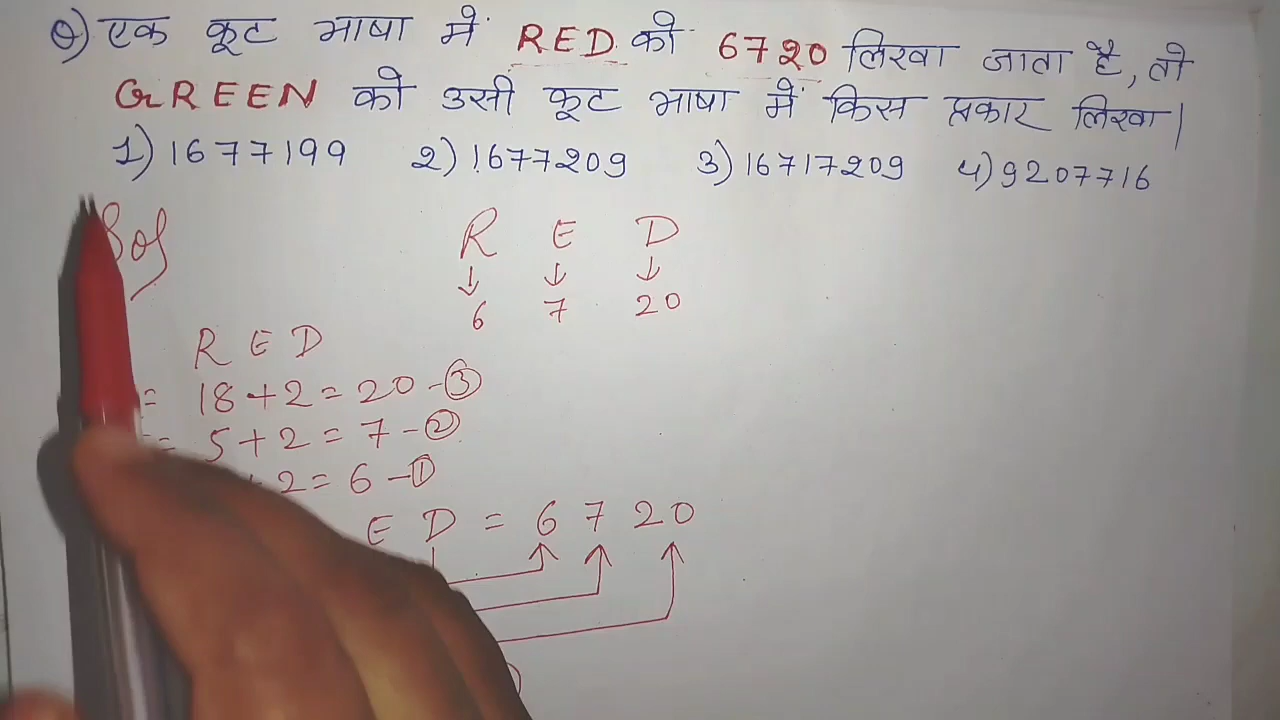 Q) एक कूट भाषा में RED को 6720 लिखा जाता है, तो
GREEN को उसी कूट भाषा में किस प्रकार लिखा|
1) 1677199 2) 1677209 3) 16717209 4) 9207716
Sol
R E D
↓ ↓ ↓
6 7 20
R E D
= 18 + 2 = 20 - ③
= 5 + 2 = 7 - ②
+ 2 = 6 - ①
E D = 6 7 20